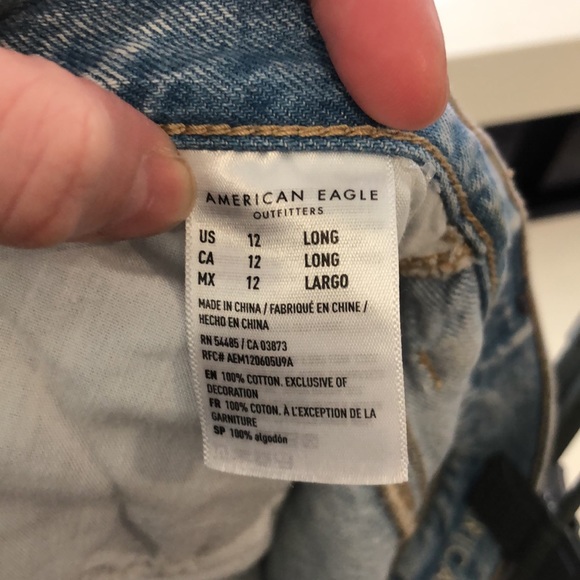 AMERICAN EAGLE
OUTFITTERS
US 12 LONG
CA 12 LONG
MX 12 LARGO
MADE IN CHINA / FABRIQUÉ EN CHINE /
HECHO EN CHINA
RN 54485 / CA 03873
RFC# AEM120605U9A
EN 100% COTTON. EXCLUSIVE OF
DECORATION
FR 100% COTON. À L'EXCEPTION DE LA
GARNITURE
SP 100% algodón